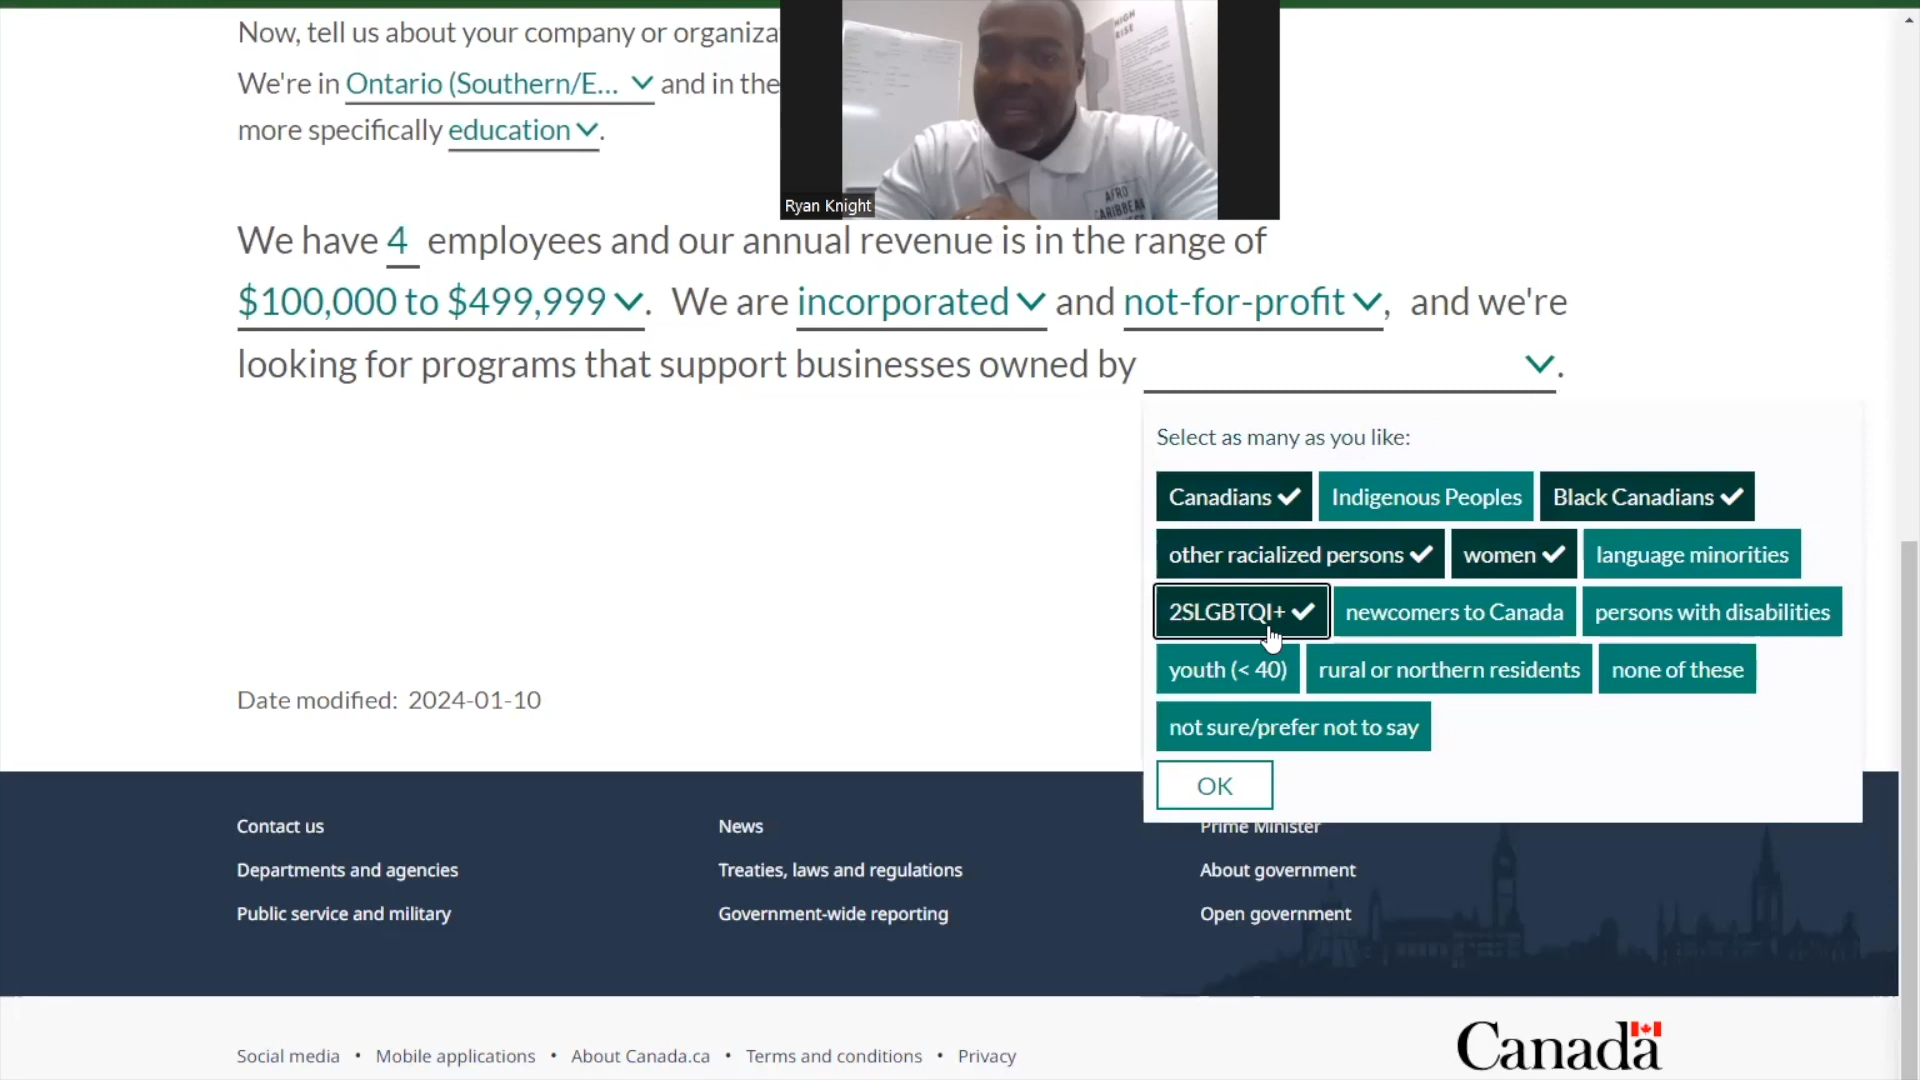 Now, tell us about your company or organiza
We're in Ontario (Southern/E... and in the
more specifically education.
HIGH
RISE
AFRO
CARIBBEAN
Ryan Knight
We have 4 employees and our annual revenue is in the range of
$100,000 to $499,999. We are incorporated and not-for-profit, and we're
looking for programs that support businesses owned by .
Select as many as you like:
Canadians Indigenous Peoples Black Canadians
other racialized persons women language minorities
2SLGBTQI+ newcomers to Canada persons with disabilities
youth (< 40) rural or northern residents none of these
not sure/prefer not to say
OK
Date modified: 2024-01-10
Contact us News Prime Minister
Departments and agencies Treaties, laws and regulations About government
Public service and military Government-wide reporting Open government
Social media • Mobile applications • About Canada.ca • Terms and conditions • Privacy
Canada